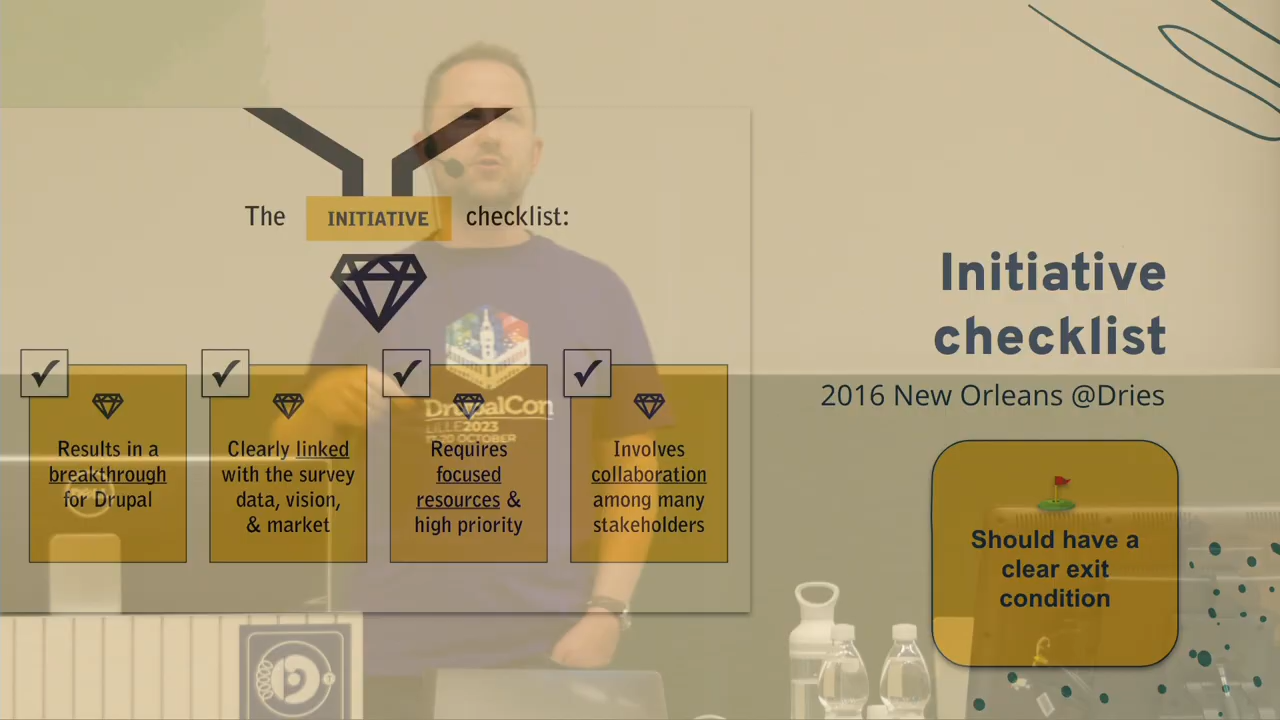 The INITIATIVE checklist:
Results in a
breakthrough
for Drupal
Clearly linked
with the survey
data, vision,
& market
Requires
focused
resources &
high priority
Involves
collaboration
among many
stakeholders
Initiative
checklist
2016 New Orleans @Dries
Should have a
clear exit
condition
DrupalCon
LILLE2023
OCTOBER